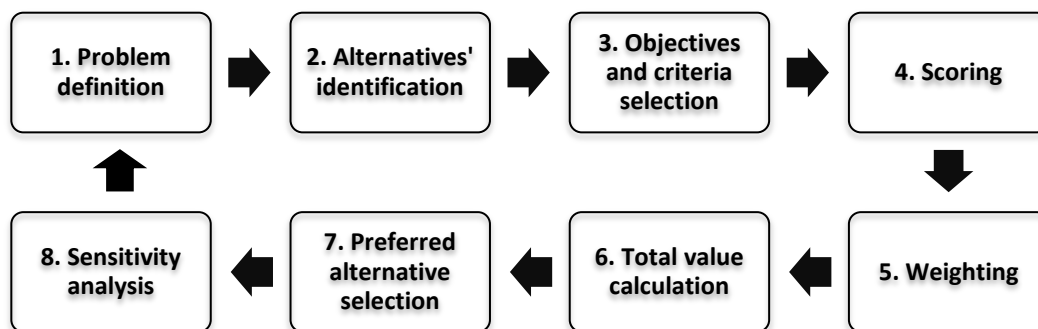 1. Problem
definition
2. Alternatives'
identification
3. Objectives
and criteria
selection
4. Scoring
5. Weighting
6. Total value
calculation
7. Preferred
alternative
selection
8. Sensitivity
analysis